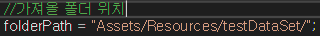 //가져올 폴더 위치
folderPath = "Assets/Resources/testDataSet/";